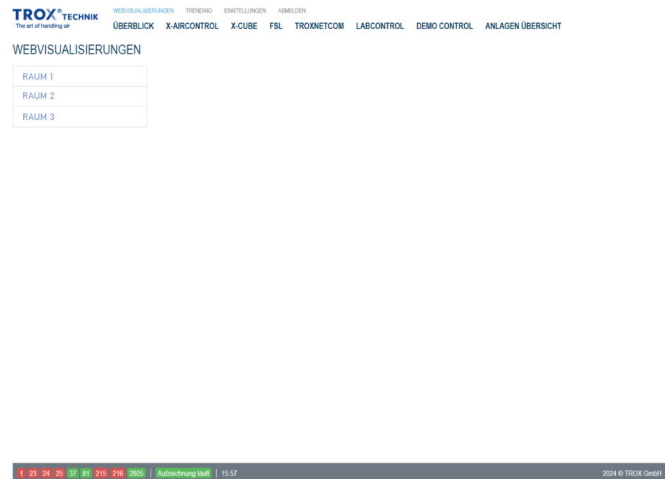 TROX® TECHNIK
The art of handling air
WEBVISUALISIERUNGEN TRENDING EINSTELLUNGEN ABMELDEN
ÜBERBLICK X-AIRCONTROL X-CUBE FSL TROXNETCOM LABCONTROL DEMO CONTROL ANLAGEN ÜBERSICHT
WEBVISUALISIERUNGEN
RAUM 1
RAUM 2
RAUM 3
1 23 24 25 37 81 215 216 2805 | Aufzeichnung läuft | 15:57
2024 © TROX GmbH